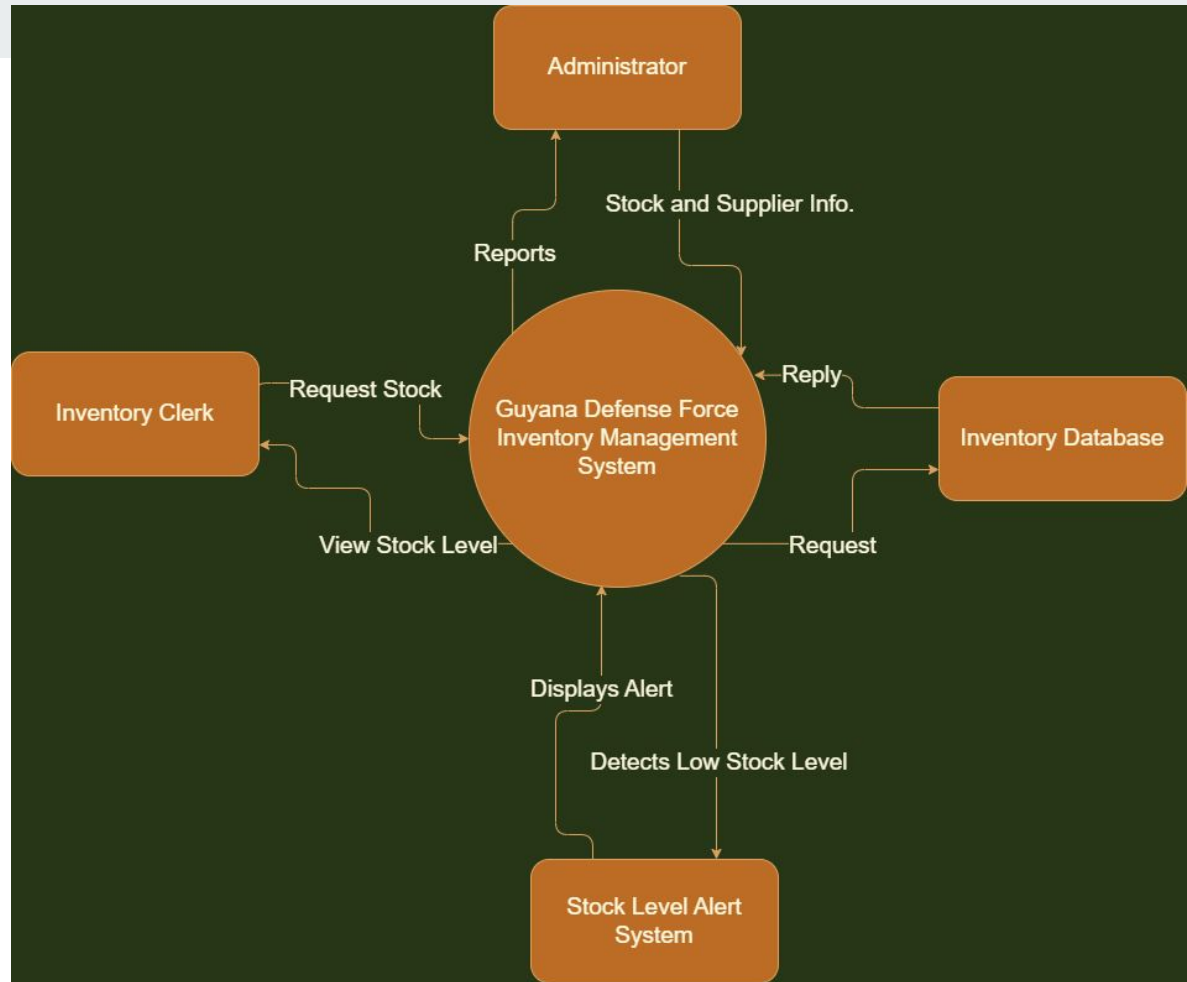 Administrator
Stock and Supplier Info.
Reports
Request Stock
Reply
Inventory Clerk
Guyana Defense Force
Inventory Management
System
Inventory Database
View Stock Level
Request
Displays Alert
Detects Low Stock Level
Stock Level Alert
System